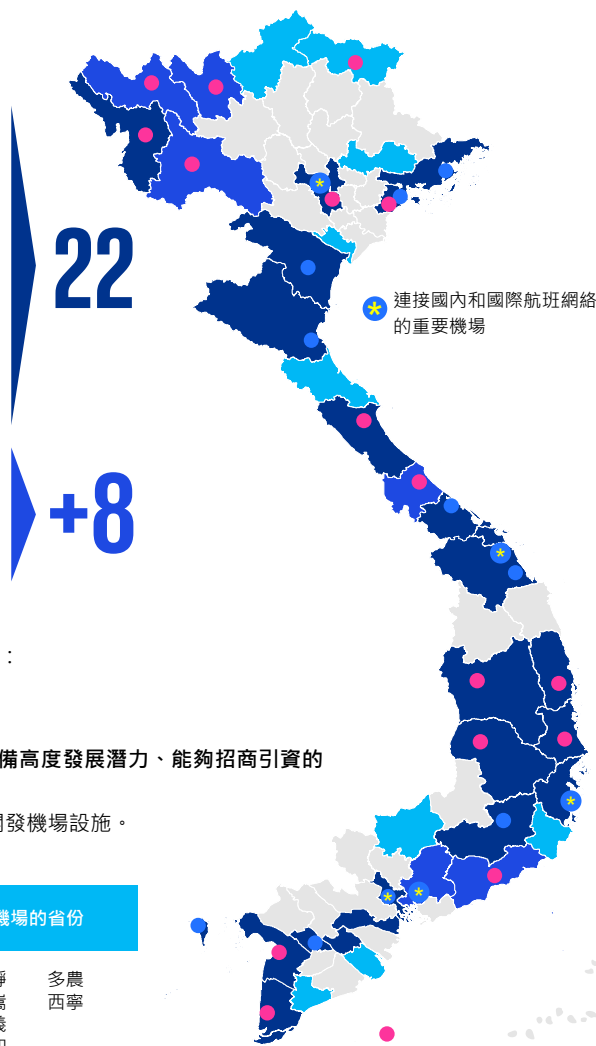 22
連接國內和國際航班網絡
的重要機場
+8
：
備高度發展潛力、能夠招商引資的
發機場設施。
機場的省份
多農
西寧